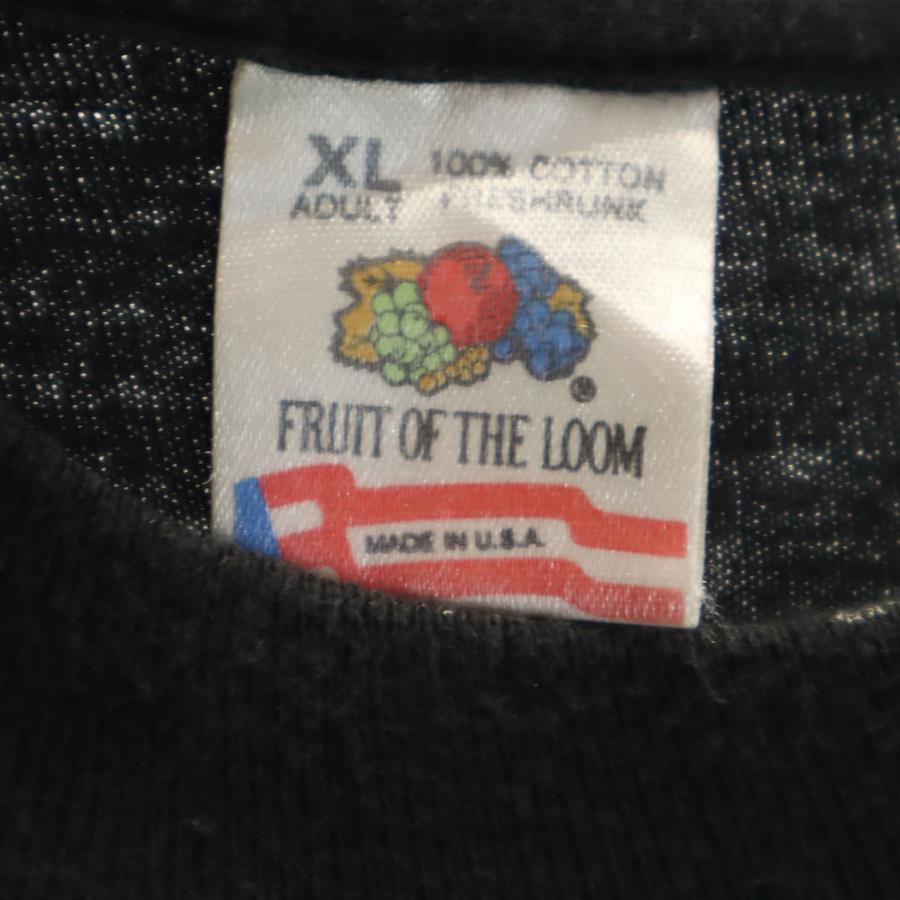 XL 100% COTTON
ADULT PRESHRUNK
®
FRUIT OF THE LOOM
MADE IN U.S.A.